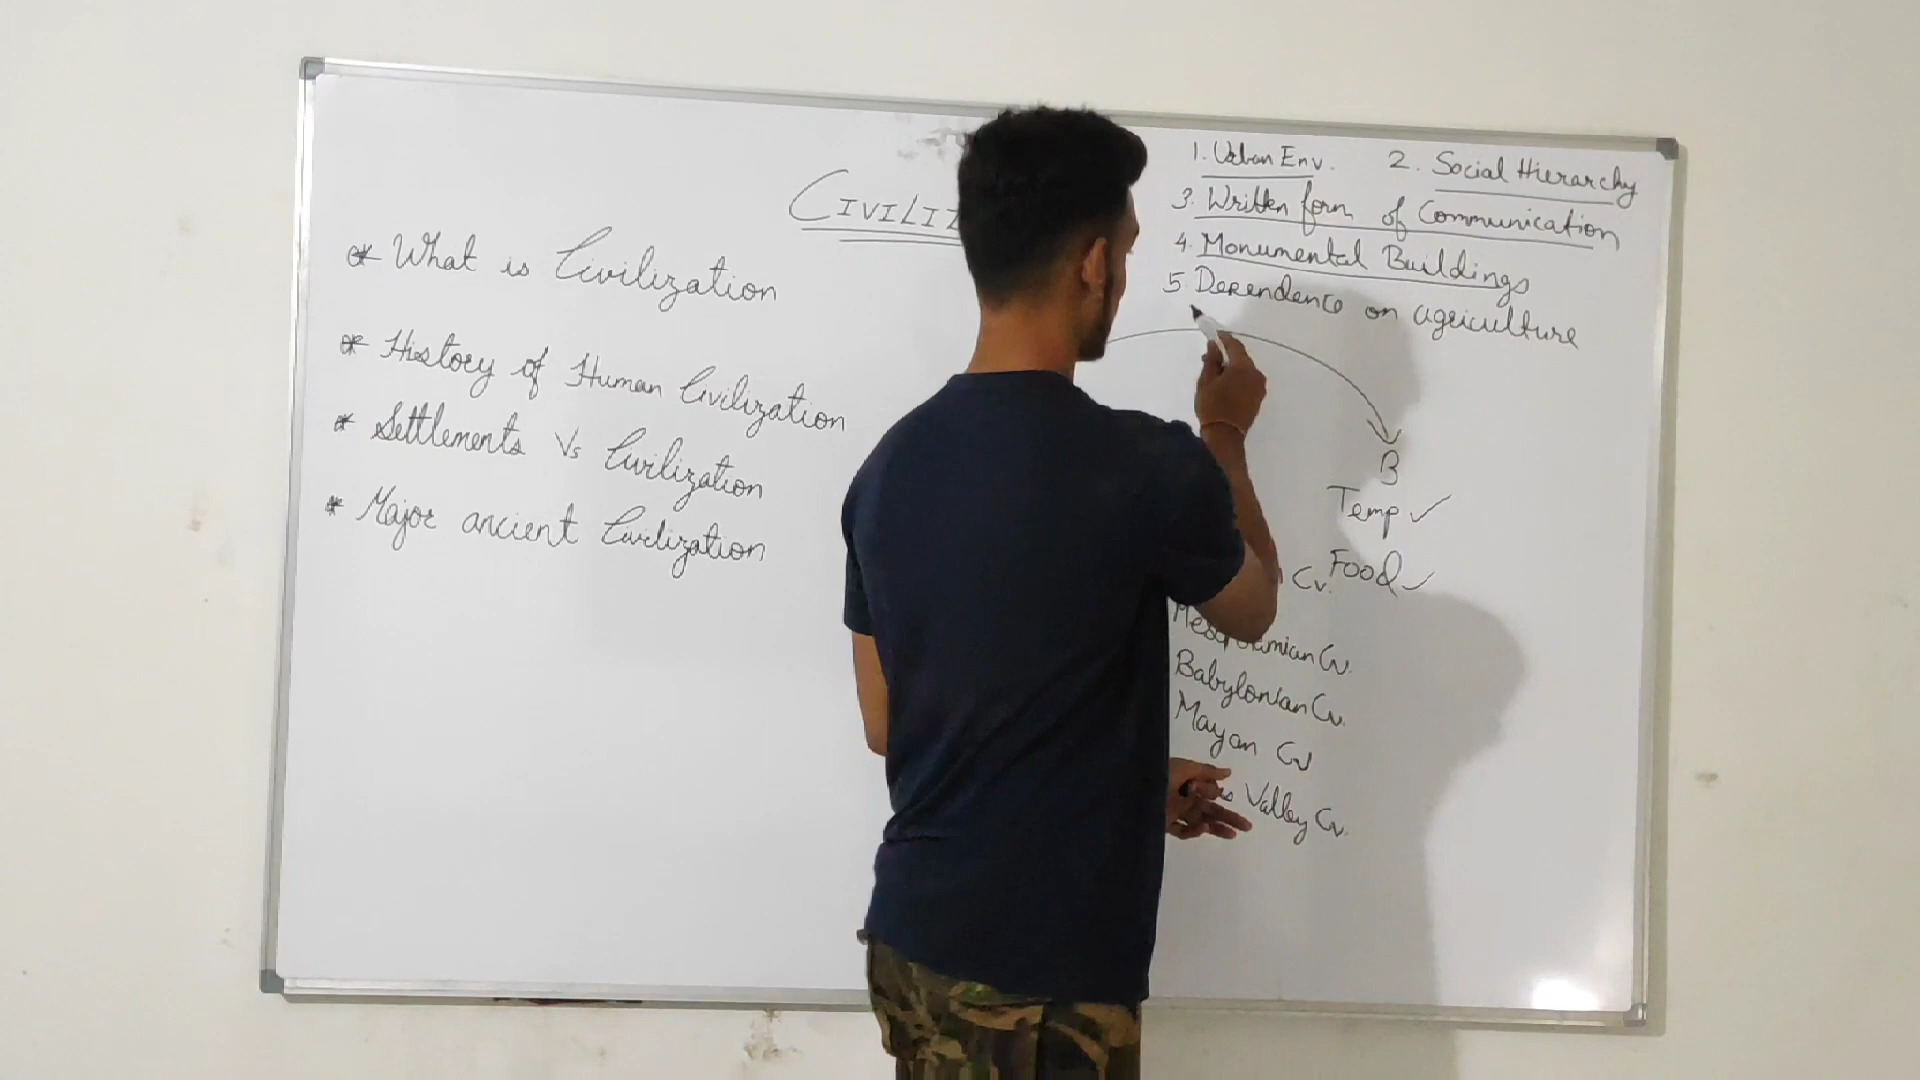 CIVILIZ
* What is Civilization
* History of Human Civilization
* Settlements Vs Civilization
* Major ancient Civilization
1. Urban Env. 2. Social Hierarchy
3. Written form of Communication
4. Monumental Buildings
5. Dependence on agriculture
B
Temp ✓
Food ✓
Cv.
Mesopotamian Cv.
Babylonian Cv.
Mayan Cv
Valley Cv.